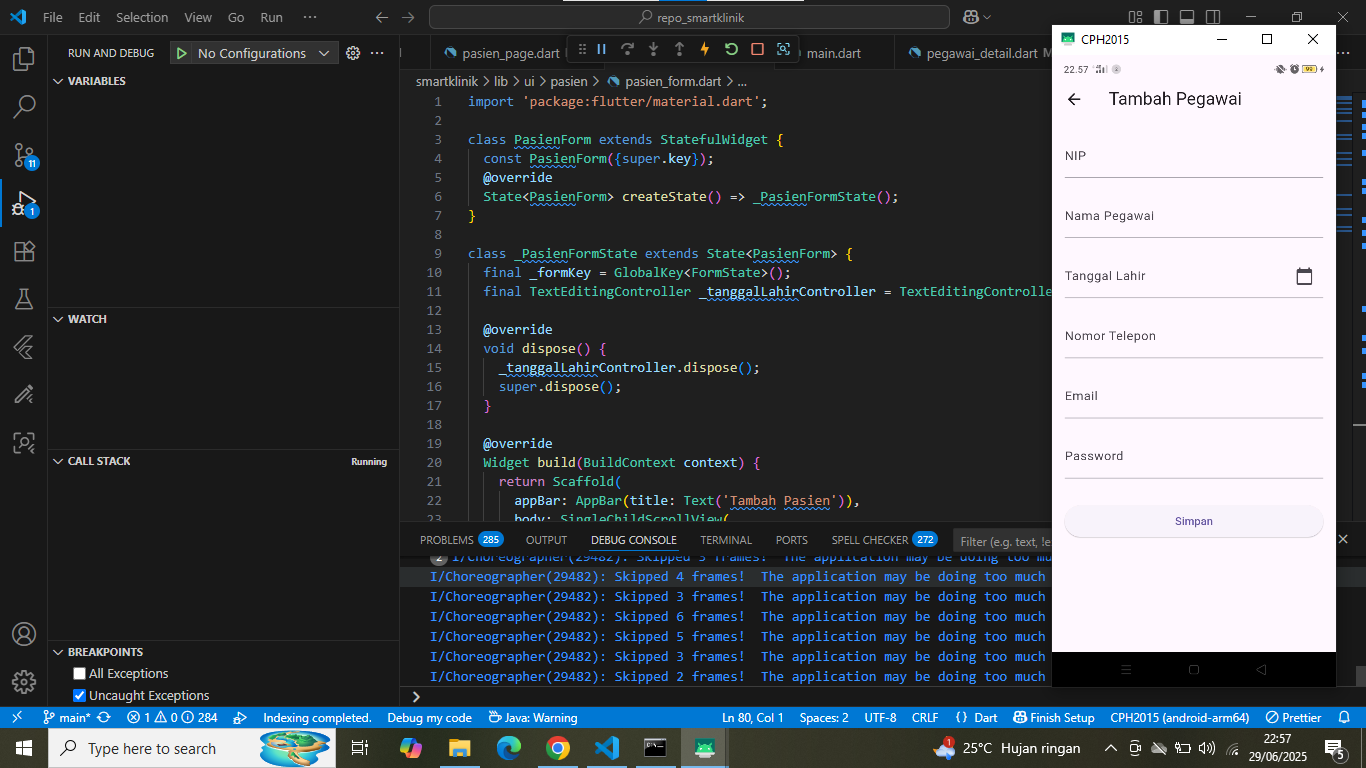 File Edit Selection View Go Run ···
repo_smartklinik
RUN AND DEBUG
No Configurations
VARIABLES
WATCH
CALL STACK
Running
BREAKPOINTS
All Exceptions
Uncaught Exceptions
11
1
pasien_page.dart
main.dart
pegawai_detail.dart M
smartklinik > lib > ui > pasien > pasien_form.dart > ...
1 import 'package:flutter/material.dart';
2
3 class PasienForm extends StatefulWidget {
4 const PasienForm({super.key});
5 @override
6 State<PasienForm> createState() => _PasienFormState();
7 }
8
9 class _PasienFormState extends State<PasienForm> {
10 final _formKey = GlobalKey<FormState>();
11 final TextEditingController _tanggalLahirController = TextEditingControlle
12
13 @override
14 void dispose() {
15 _tanggalLahirController.dispose();
16 super.dispose();
17 }
18
19 @override
20 Widget build(BuildContext context) {
21 return Scaffold(
22 appBar: AppBar(title: Text('Tambah Pasien')),
23 body: SingleChildScrollView(
PROBLEMS 285 OUTPUT DEBUG CONSOLE TERMINAL PORTS SPELL CHECKER 272
Filter (e.g. text, !e
2 I/Choreographer(29482): Skipped 3 frames! The application may be doing too mu
I/Choreographer(29482): Skipped 4 frames! The application may be doing too much
I/Choreographer(29482): Skipped 3 frames! The application may be doing too much
I/Choreographer(29482): Skipped 6 frames! The application may be doing too much
I/Choreographer(29482): Skipped 5 frames! The application may be doing too much
I/Choreographer(29482): Skipped 3 frames! The application may be doing too much
I/Choreographer(29482): Skipped 2 frames! The application may be doing too much
CPH2015
22.57
99
Tambah Pegawai
NIP
Nama Pegawai
Tanggal Lahir
Nomor Telepon
Email
Password
Simpan
main* 1 0 284 Indexing completed. Debug my code Java: Warning Ln 80, Col 1 Spaces: 2 UTF-8 CRLF {} Dart Finish Setup CPH2015 (android-arm64) Prettier
Type here to search
1
25°C Hujan ringan
22:57
29/06/2025
5